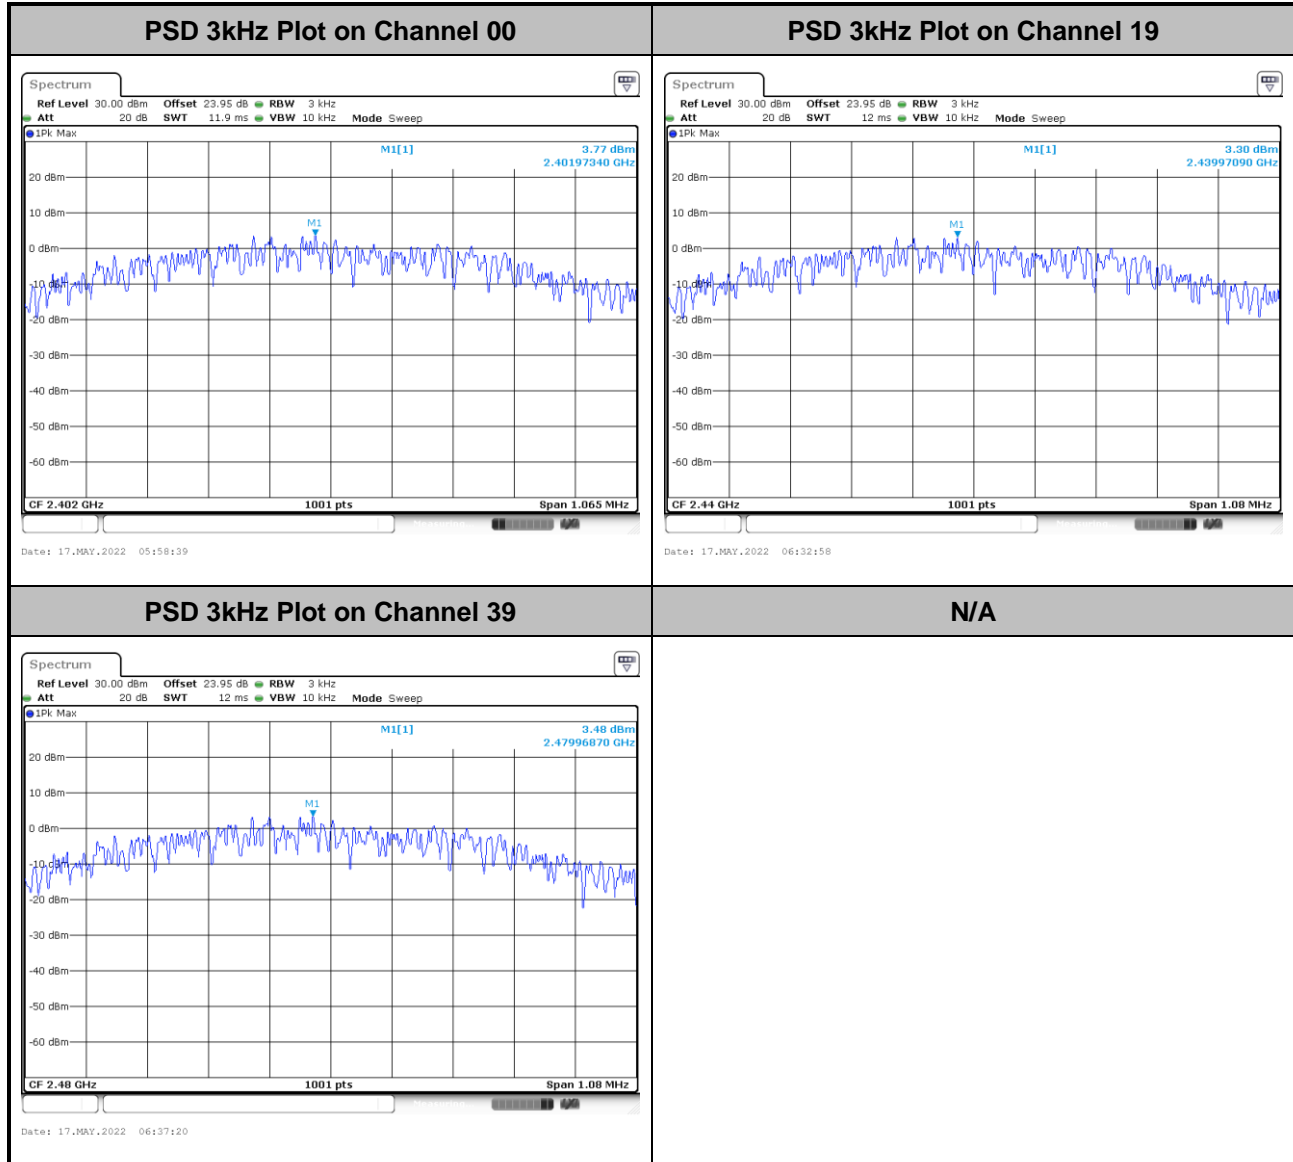 PSD 3kHz Plot on Channel 00
PSD 3kHz Plot on Channel 19
Spectrum
Ref Level 30.00 dBm Offset 23.95 dB RBW 3 kHz
Att 20 dB SWT 11.9 ms VBW 10 kHz Mode Sweep
1Pk Max
M1[1] 3.77 dBm
2.40197340 GHz
20 dBm
10 dBm
M1
0 dBm
-10 dBm
-20 dBm
-30 dBm
-40 dBm
-50 dBm
-60 dBm
CF 2.402 GHz 1001 pts Span 1.065 MHz
Measuring...
Date: 17.MAY.2022 05:58:39
Spectrum
Ref Level 30.00 dBm Offset 23.95 dB RBW 3 kHz
Att 20 dB SWT 12 ms VBW 10 kHz Mode Sweep
1Pk Max
M1[1] 3.30 dBm
2.43997090 GHz
20 dBm
10 dBm
M1
0 dBm
-10 dBm
-20 dBm
-30 dBm
-40 dBm
-50 dBm
-60 dBm
CF 2.44 GHz 1001 pts Span 1.08 MHz
Measuring...
Date: 17.MAY.2022 06:32:58
PSD 3kHz Plot on Channel 39
N/A
Spectrum
Ref Level 30.00 dBm Offset 23.95 dB RBW 3 kHz
Att 20 dB SWT 12 ms VBW 10 kHz Mode Sweep
1Pk Max
M1[1] 3.48 dBm
2.47996870 GHz
20 dBm
10 dBm
M1
0 dBm
-10 dBm
-20 dBm
-30 dBm
-40 dBm
-50 dBm
-60 dBm
CF 2.48 GHz 1001 pts Span 1.08 MHz
Measuring...
Date: 17.MAY.2022 06:37:20